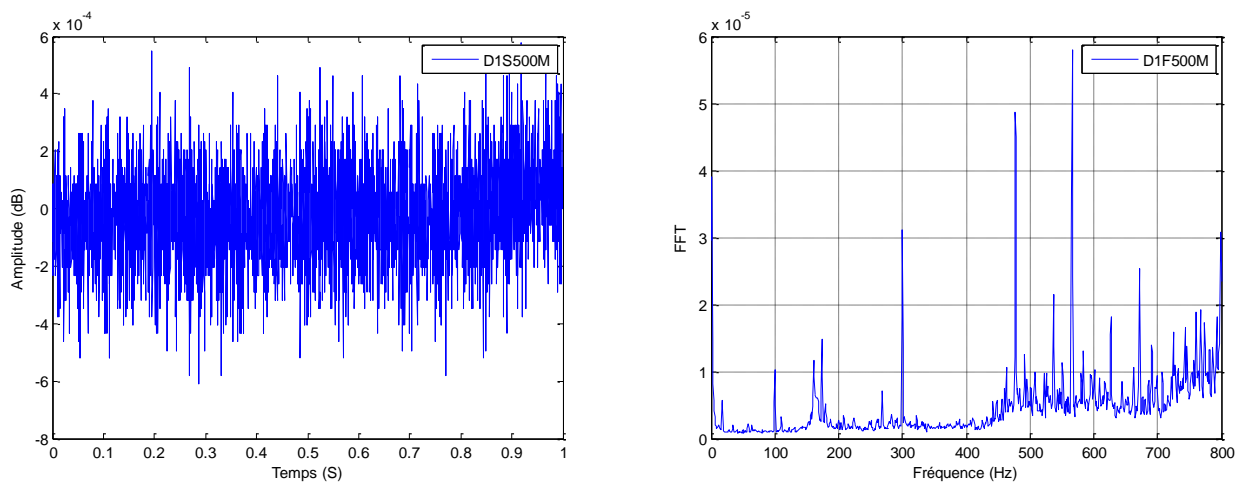 x 10-4
6
4
2
0
-2
-4
-6
-8
0 0.1 0.2 0.3 0.4 0.5 0.6 0.7 0.8 0.9 1
Temps (S)
Amplitude (dB)
D1S500M
x 10-5
6
5
4
3
2
1
0
0 100 200 300 400 500 600 700 800
Fréquence (Hz)
FFT
D1F500M